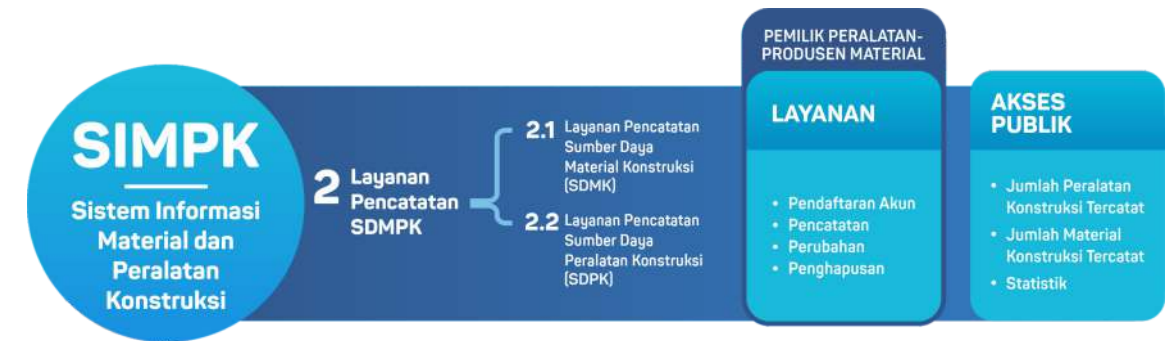 SIMPK
Sistem Informasi
Material dan
Peralatan
Konstruksi
2 Layanan
Pencatatan
SDMPK
2.1 Layanan Pencatatan
Sumber Daya
Material Konstruksi
(SDMK)
2.2 Layanan Pencatatan
Sumber Daya
Peralatan Konstruksi
(SDPK)
PEMILIK PERALATAN-
PRODUSEN MATERIAL
LAYANAN
• Pendaftaran Akun
• Pencatatan
• Perubahan
• Penghapusan
AKSES
PUBLIK
• Jumlah Peralatan
Konstruksi Tercatat
• Jumlah Material
Konstruksi Tercatat
• Statistik